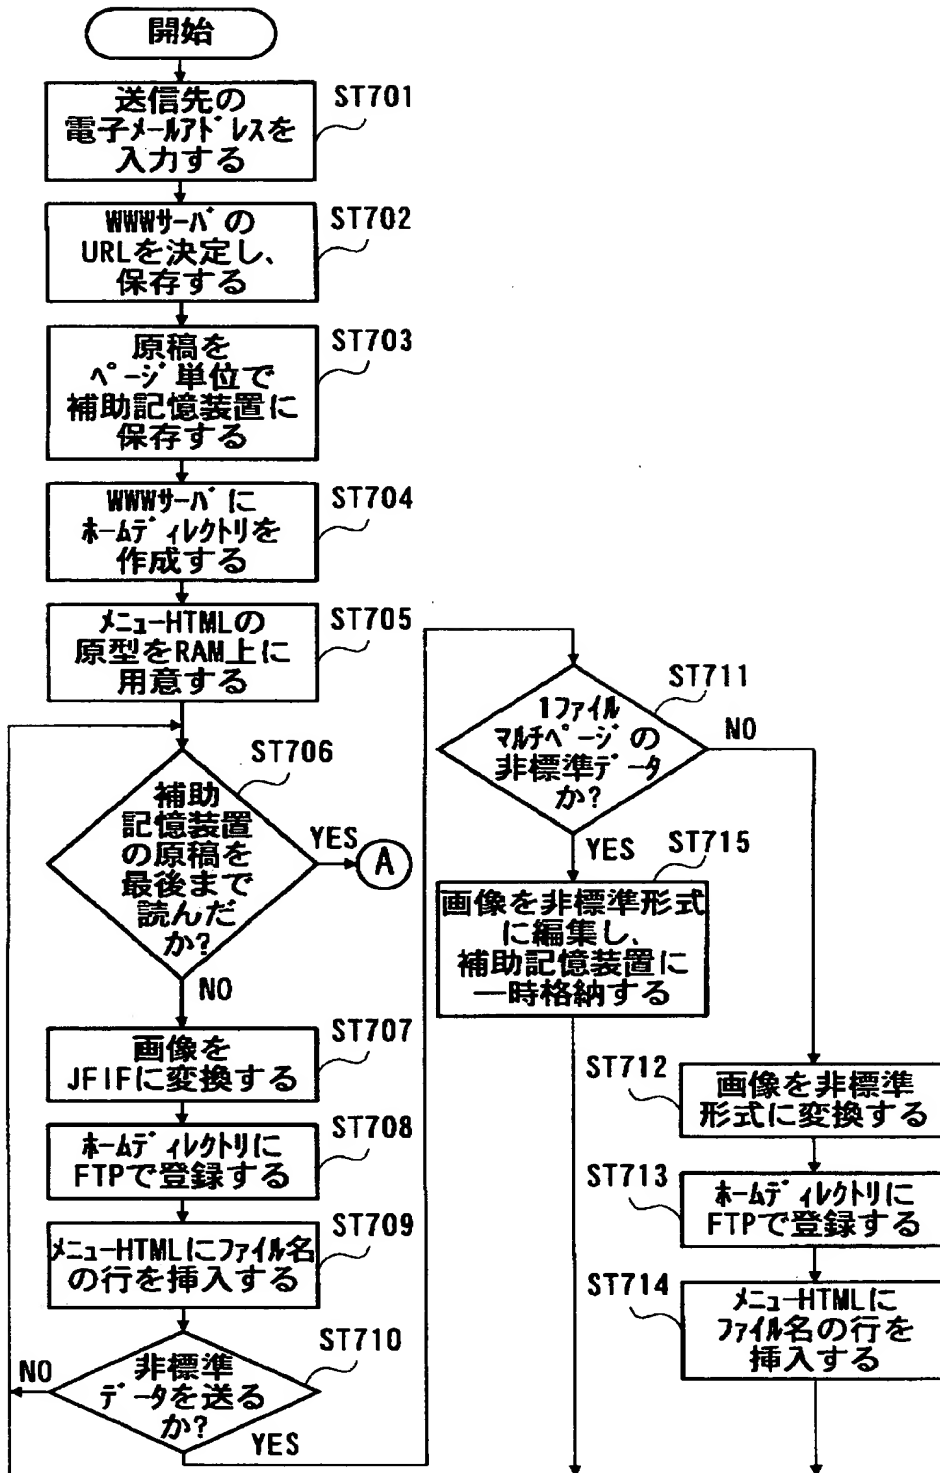 開始
ST701
送信先の
電子ﾒｰﾙｱﾄﾞﾚｽを
入力する
ST702
WWWｻｰﾊﾞの
URLを決定し、
保存する
ST703
原稿を
ﾍﾟｰｼﾞ単位で
補助記憶装置に
保存する
ST704
WWWｻｰﾊﾞに
ﾎｰﾑﾃﾞｨﾚｸﾄﾘを
作成する
ST705
ﾒﾆｭｰHTMLの
原型をRAM上に
用意する
ST706
補助
記憶装置
の原稿を
最後まで
読んだ
か?
YES
A
NO
ST707
画像を
JFIFに変換する
ST708
ﾎｰﾑﾃﾞｨﾚｸﾄﾘに
FTPで登録する
ST709
ﾒﾆｭｰHTMLにﾌｧｲﾙ名
の行を挿入する
ST710
非標準
ﾃﾞｰﾀを送る
か?
NO
YES
ST711
1ﾌｧｲﾙ
ﾏﾙﾁﾍﾟｰｼﾞの
非標準ﾃﾞｰﾀ
か?
NO
YES
ST715
画像を非標準形式
に編集し、
補助記憶装置に
一時格納する
ST712
画像を非標準
形式に変換する
ST713
ﾎｰﾑﾃﾞｨﾚｸﾄﾘに
FTPで登録する
ST714
ﾒﾆｭｰHTMLに
ﾌｧｲﾙ名の行を
挿入する